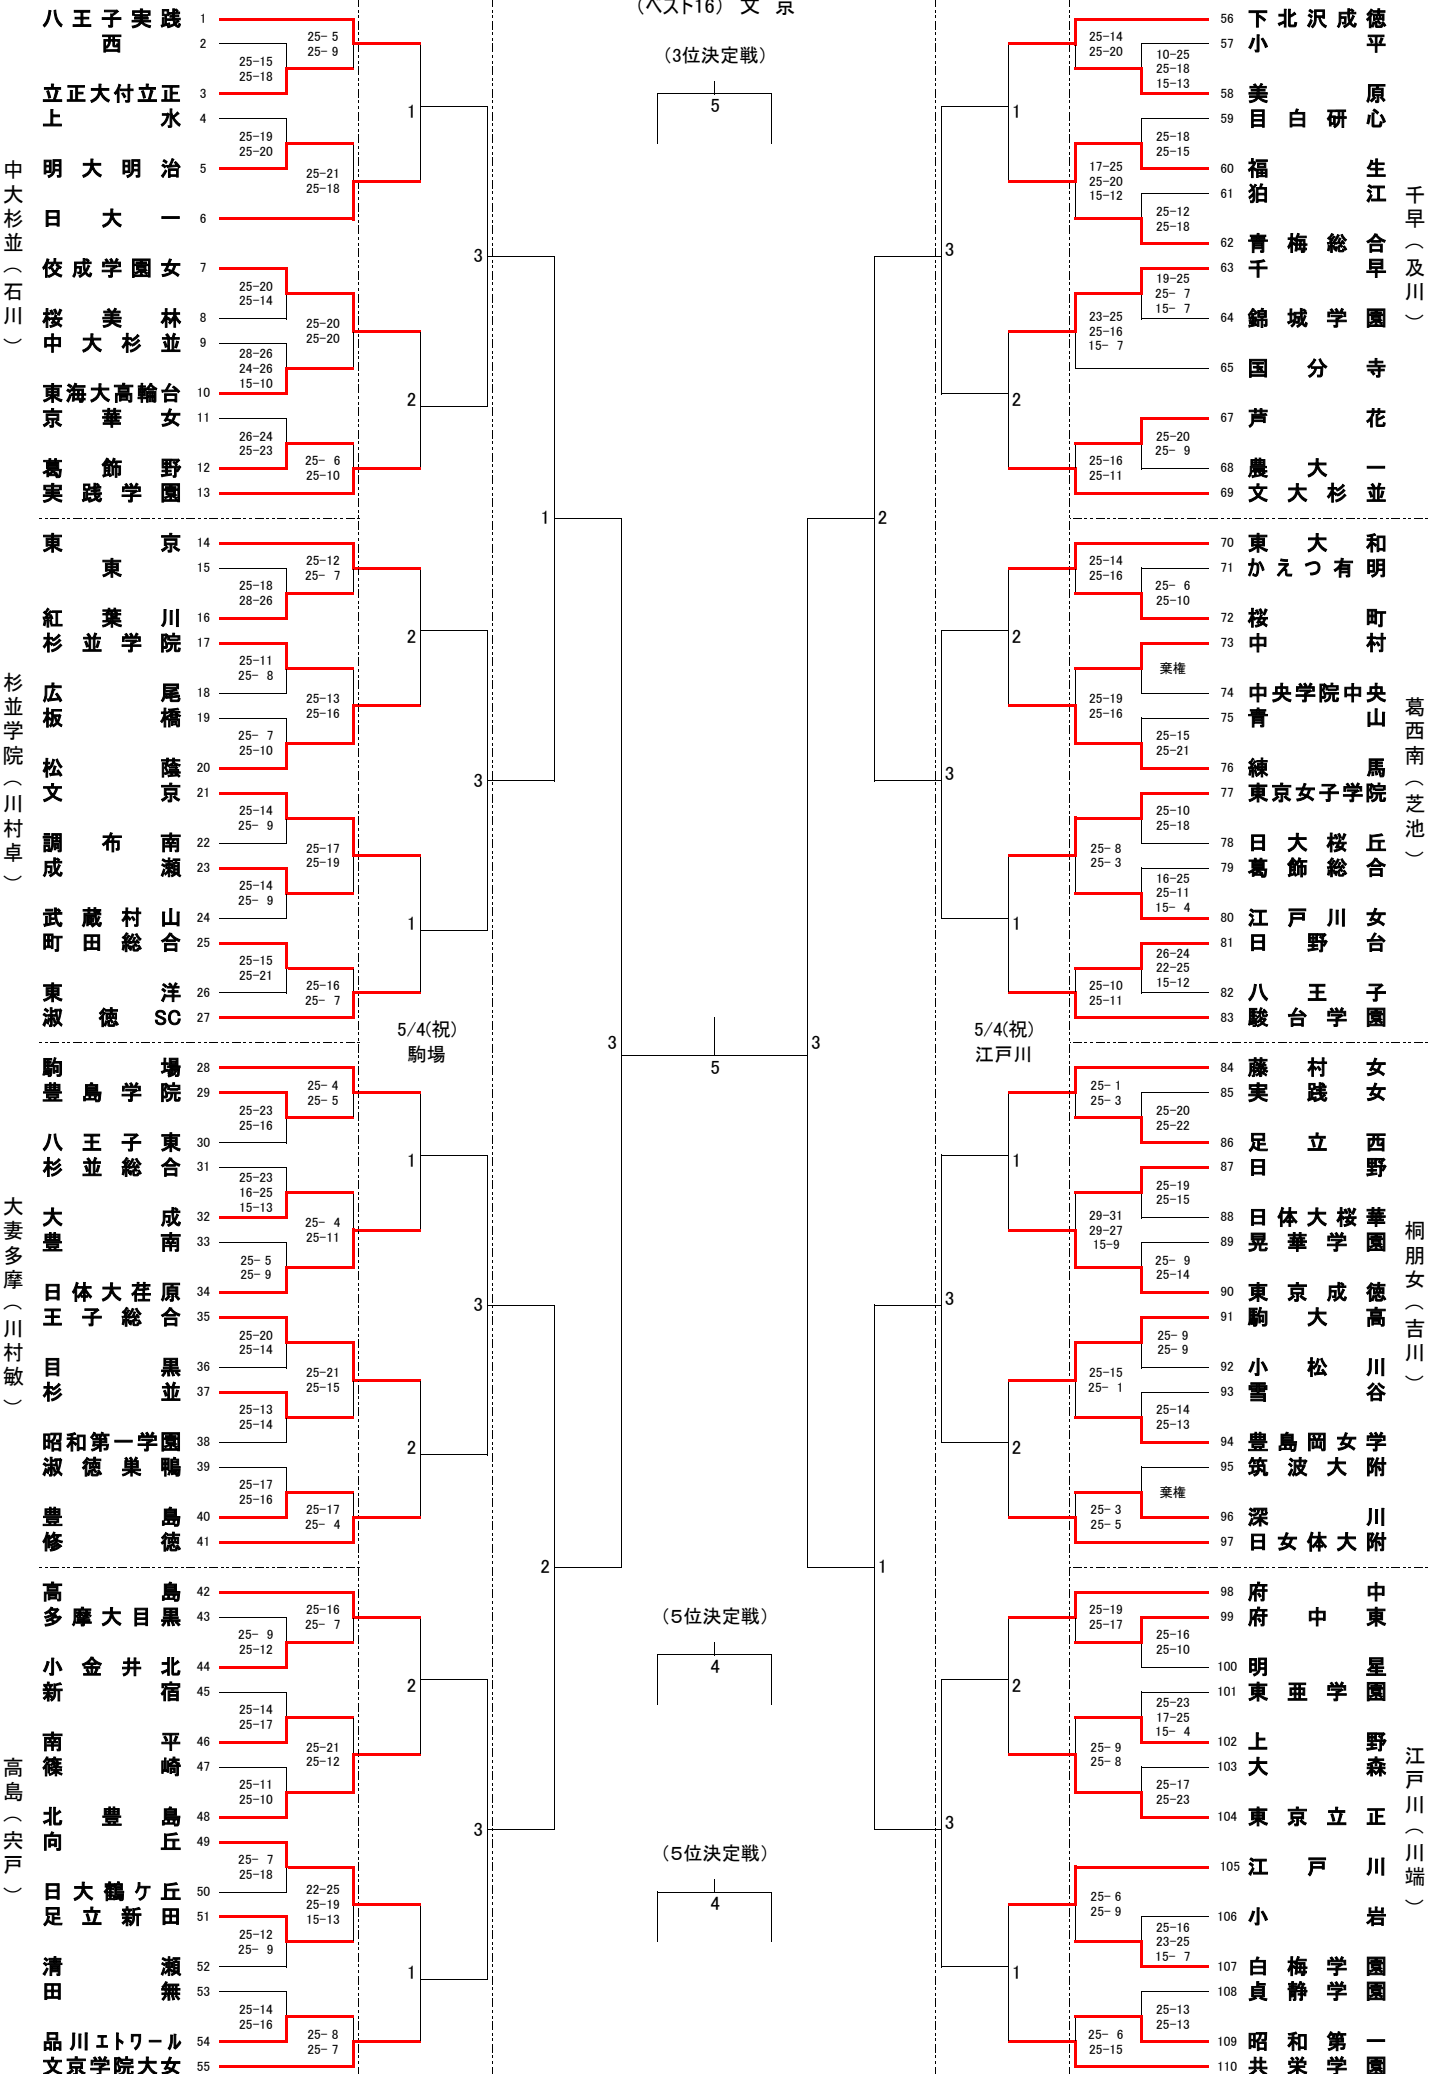 (ベスト16) 文 京
(3位決定戦)
5
中大杉並(石川)
八王子実践 1
西 2
立正大付立正 3
上水 4
明大明治 5
日大一 6
佼成学園女 7
桜美林 8
中大杉並 9
東海大高輪台 10
京華女 11
葛飾野 12
実践学園 13
25-15
25-18
25- 5
25- 9
25-19
25-20
25-21
25-18
25-20
25-14
28-26
24-26
15-10
25-20
25-20
26-24
25-23
25- 6
25-10
1
2
3
杉並学院(川村卓)
東京 14
東 15
紅葉川 16
杉並学院 17
広尾 18
板橋 19
松蔭 20
文京 21
調布南 22
成瀬 23
武蔵村山 24
町田総合 25
東洋 26
淑徳SC 27
25-12
25- 7
25-18
28-26
25-11
25- 8
25-13
25-16
25- 7
25-10
25-14
25- 9
25-17
25-19
25-14
25- 9
25-15
25-21
25-16
25- 7
2
1
3
1
5/4(祝)
駒場
大妻多摩(川村敏)
駒場 28
豊島学院 29
八王子東 30
杉並総合 31
大成 32
豊南 33
日体大荏原 34
王子総合 35
目黒 36
杉並 37
昭和第一学園 38
淑徳巣鴨 39
豊島 40
修徳 41
25- 4
25- 5
25-23
25-16
25-23
16-25
15-13
25- 4
25-11
25- 5
25- 9
25-20
25-14
25-21
25-15
25-13
25-14
25-17
25-16
25-17
25- 4
1
2
3
高島(宍戸)
高島 42
多摩大目黒 43
小金井北 44
新宿 45
南平 46
篠崎 47
北豊島 48
向丘 49
日大鶴ケ丘 50
足立新田 51
清瀬 52
田無 53
品川エトワール 54
文京学院大女 55
25-16
25- 7
25- 9
25-12
25-14
25-17
25-21
25-12
25-11
25-10
25- 7
25-18
22-25
25-19
15-13
25-12
25- 9
25-14
25-16
25- 8
25- 7
2
1
3
2
3
5
3
(5位決定戦)
4
(5位決定戦)
4
千早(及川)
56 下北沢成徳
57 小平
58 美原
59 目白研心
60 福生
61 狛江
62 青梅総合
63 千早
64 錦城学園
65 国分寺
67 芦花
68 農大一
69 文大杉並
25-14
25-20
10-25
25-18
15-13
25-18
25-15
17-25
25-20
15-12
25-12
25-18
19-25
25- 7
15- 7
23-25
25-16
15- 7
25-20
25- 9
25-16
25-11
1
2
3
葛西南(芝池)
70 東大和
71 かえつ有明
72 桜町
73 中村
74 中央学院中央
75 青山
76 練馬
77 東京女子学院
78 日大桜丘
79 葛飾総合
80 江戸川女
81 日野台
82 八王子
83 駿台学園
25-14
25-16
25- 6
25-10
棄権
25-19
25-16
25-15
25-21
25-10
25-18
25- 8
25- 3
16-25
25-11
15- 4
26-24
22-25
15-12
25-10
25-11
2
1
3
2
5/4(祝)
江戸川
桐朋女(吉川)
84 藤村女
85 実践女
86 足立西
87 日野
88 日体大桜華
89 晃華学園
90 東京成徳
91 駒大高
92 小松川
93 雪谷
94 豊島岡女学
95 筑波大附
96 深川
97 日女体大附
25- 1
25- 3
25-20
25-22
25-19
25-15
29-31
29-27
15-9
25- 9
25-14
25- 9
25- 9
25-15
25- 1
25-14
25-13
棄権
25- 3
25- 5
1
2
3
江戸川(川端)
98 府中
99 府中東
100 明星
101 東亜学園
102 上野
103 大森
104 東京立正
105 江戸川
106 小岩
107 白梅学園
108 貞静学園
109 昭和第一
110 共栄学園
25-19
25-17
25-16
25-10
25-23
17-25
15- 4
25- 9
25- 8
25-17
25-23
25- 6
25- 9
25-16
23-25
15- 7
25-13
25-13
25- 6
25-15
2
1
3
1